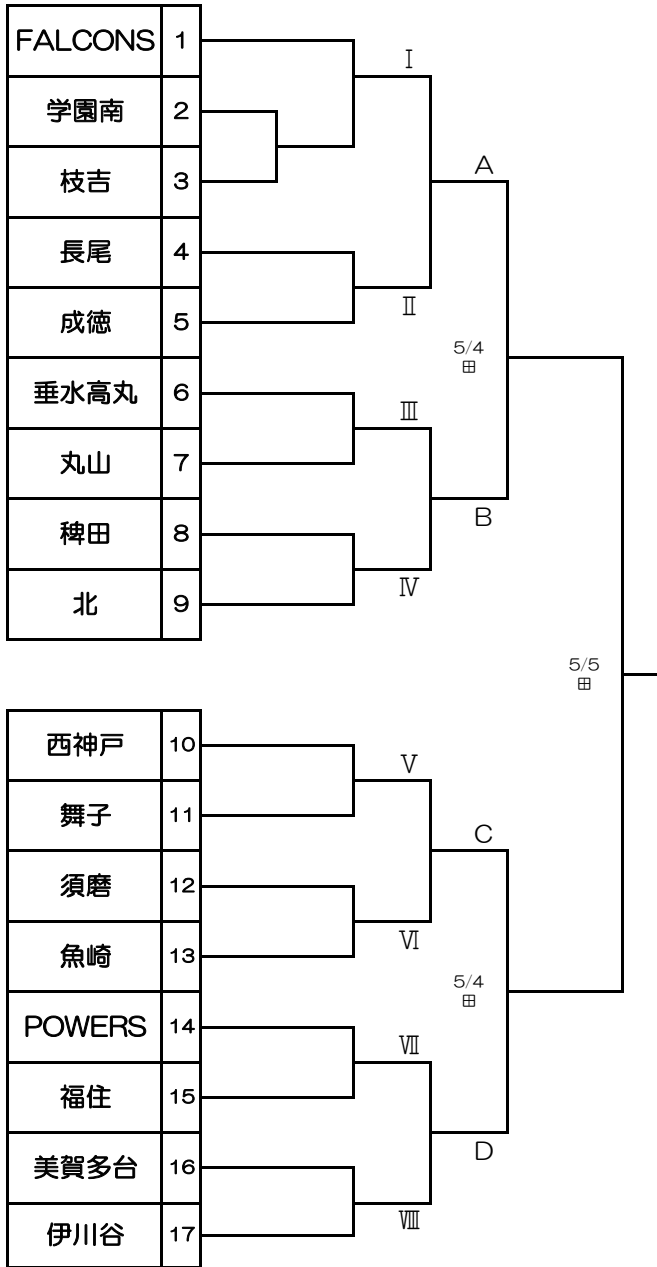 FALCONS 1
学園南 2
枝吉 3
長尾 4
成徳 5
垂水高丸 6
丸山 7
稗田 8
北 9
Ⅰ
A
Ⅱ
5/4
田
Ⅲ
B
Ⅳ
5/5
田
西神戸 10
舞子 11
須磨 12
魚崎 13
POWERS 14
福住 15
美賀多台 16
伊川谷 17
Ⅴ
C
Ⅵ
5/4
田
Ⅶ
D
Ⅷ